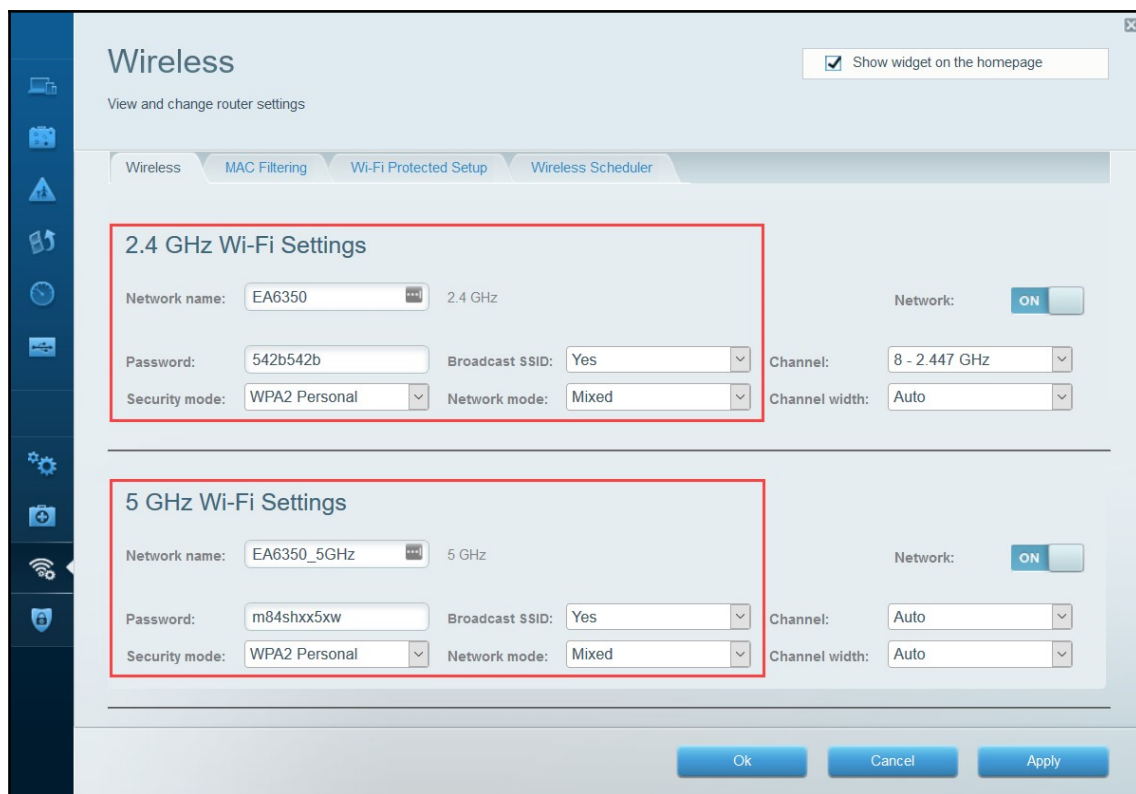 Wireless
Show widget on the homepage
View and change router settings
Wireless MAC Filtering Wi-Fi Protected Setup Wireless Scheduler
2.4 GHz Wi-Fi Settings
Network name: EA6350 2.4 GHz Network: ON
Password: 542b542b Broadcast SSID: Yes Channel: 8 - 2.447 GHz
Security mode: WPA2 Personal Network mode: Mixed Channel width: Auto
5 GHz Wi-Fi Settings
Network name: EA6350_5GHz 5 GHz Network: ON
Password: m84shxx5xw Broadcast SSID: Yes Channel: Auto
Security mode: WPA2 Personal Network mode: Mixed Channel width: Auto
Ok Cancel Apply